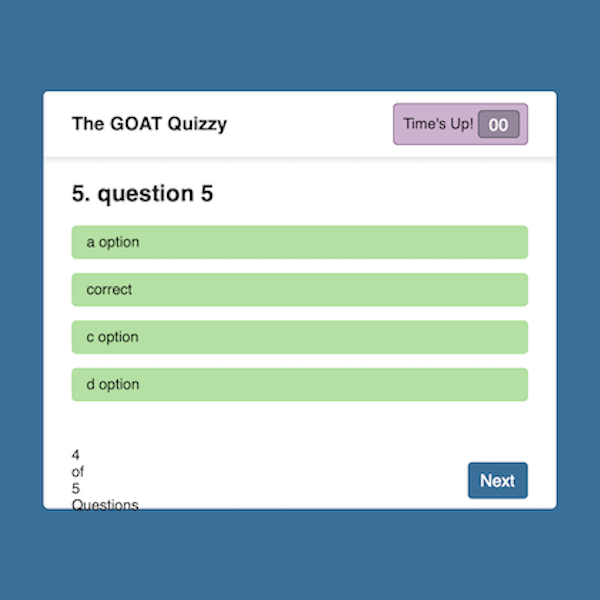 The GOAT Quizzy
Time's Up! 00
5. question 5
a option
correct
c option
d option
4
of
5
Questions
Next